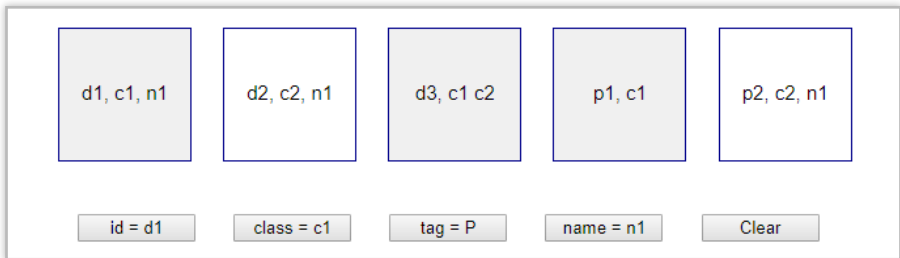 d1, c1, n1 d2, c2, n1 d3, c1 c2 p1, c1 p2, c2, n1
id = d1 class = c1 tag = P name = n1 Clear